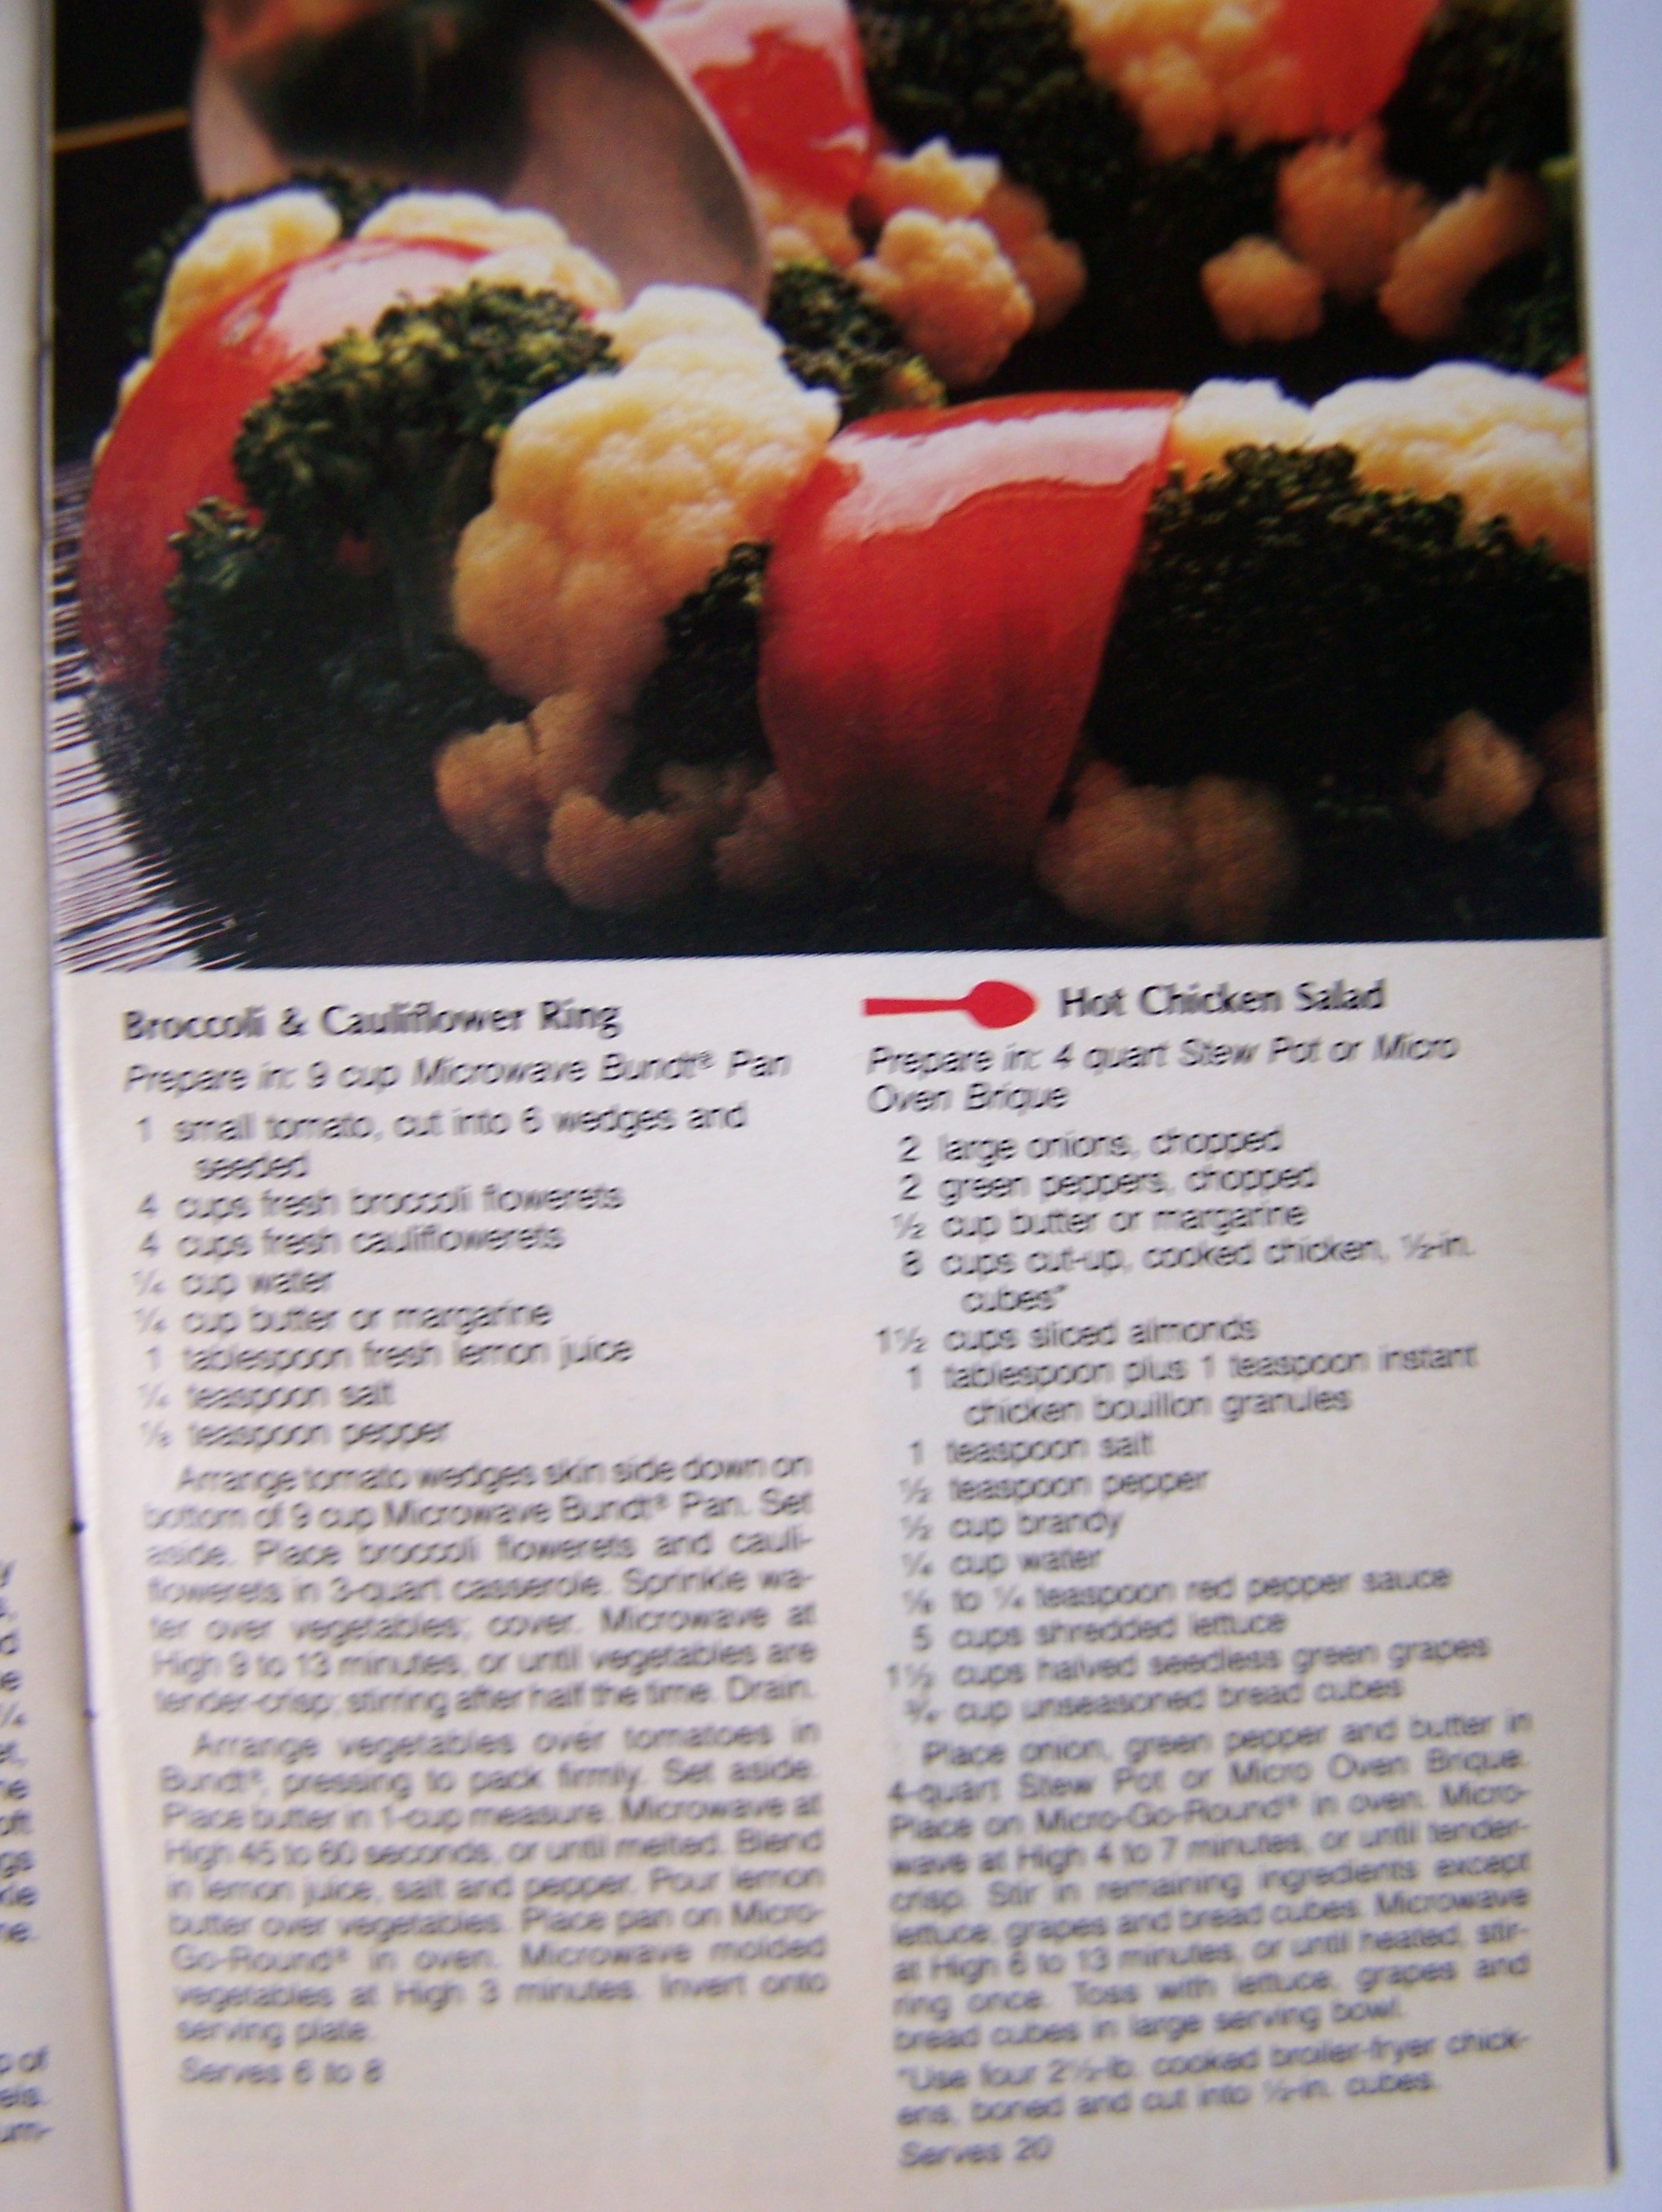 Broccoli & Cauliflower Ring
Prepare in: 9 cup Microwave Bundt® Pan
1 small tomato, cut into 6 wedges and
seeded
4 cups fresh broccoli flowerets
4 cups fresh cauliflowerets
¼ cup water
¼ cup butter or margarine
1 tablespoon fresh lemon juice
¼ teaspoon salt
⅛ teaspoon pepper
Arrange tomato wedges skin side down on
bottom of 9 cup Microwave Bundt® Pan. Set
aside. Place broccoli flowerets and cauli-
flowerets in 3-quart casserole. Sprinkle wa-
ter over vegetables; cover. Microwave at
High 9 to 13 minutes, or until vegetables are
tender-crisp; stirring after half the time. Drain.
Arrange vegetables over tomatoes in
Bundt®, pressing to pack firmly. Set aside.
Place butter in 1-cup measure. Microwave at
High 45 to 60 seconds, or until melted. Blend
in lemon juice, salt and pepper. Pour lemon
butter over vegetables. Place pan on Micro-
Go-Round® in oven. Microwave molded
vegetables at High 3 minutes. Invert onto
serving plate.
Serves 6 to 8
Hot Chicken Salad
Prepare in: 4 quart Stew Pot or Micro
Oven Brique
2 large onions, chopped
2 green peppers, chopped
½ cup butter or margarine
8 cups cut-up, cooked chicken, ½-in.
cubes*
1½ cups sliced almonds
1 tablespoon plus 1 teaspoon instant
chicken bouillon granules
1 teaspoon salt
½ teaspoon pepper
½ cup brandy
¼ cup water
⅛ to ¼ teaspoon red pepper sauce
5 cups shredded lettuce
1½ cups halved seedless green grapes
¾ cup unseasoned bread cubes
Place onion, green pepper and butter in
4-quart Stew Pot or Micro Oven Brique.
Place on Micro-Go-Round® in oven. Micro-
wave at High 4 to 7 minutes, or until tender-
crisp. Stir in remaining ingredients except
lettuce, grapes and bread cubes. Microwave
at High to 13 minutes, or until heated, stir-
ring once. Toss with lettuce, grapes and
bread cubes in large serving bowl.
*Use four 2½-lb. cooked broiler-fryer chick-
ens, boned and cut into ½-in. cubes.
Serves 20